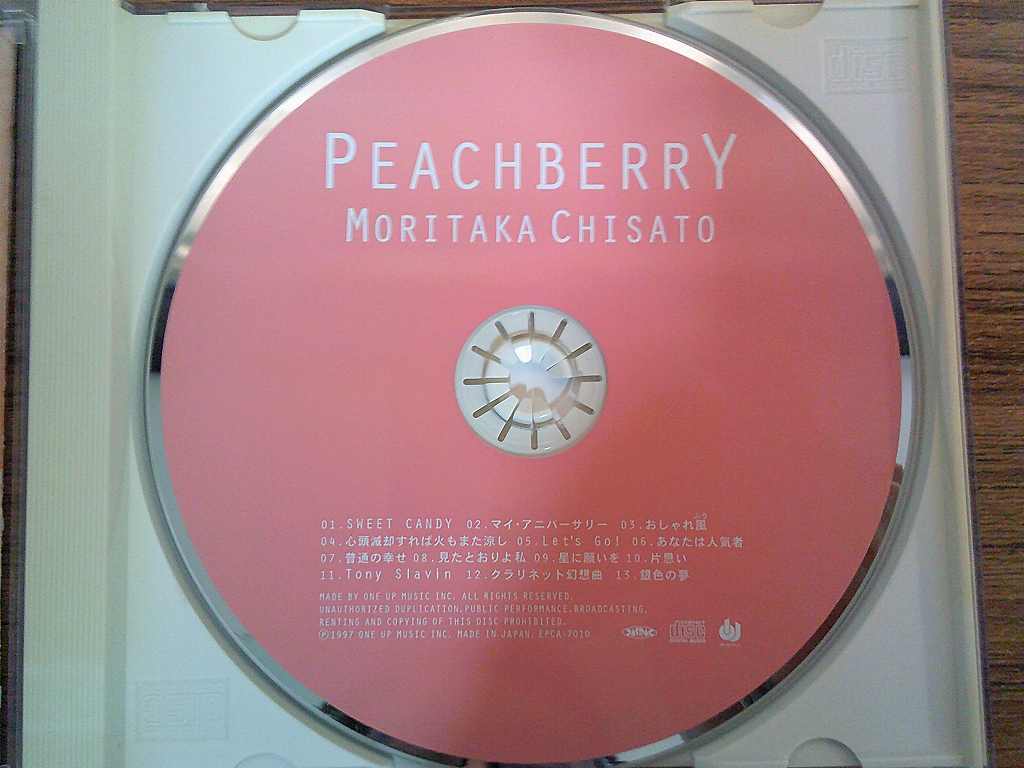 PEACHBERRY
MORITAKA CHISATO
01.SWEET CANDY 02.マイ・アニバーサリー 03.おしゃれ風
04.心頭滅却すれば火もまた涼し 05.Let's Go! 06.あなたは人気者
07.普通の幸せ 08.見たとおりよ私 09.星に願いを 10.片思い
11.Tony Slavin 12.クラリネット幻想曲 13.銀色の夢
MADE BY ONE UP MUSIC INC. ALL RIGHTS RESERVED.
UNAUTHORIZED DUPLICATION.PUBLIC PERFORMANCE.BROADCASTING.
RENTING AND COPYING OF THIS DISC PROHIBITED.
Ⓟ1997 ONE UP MUSIC INC. MADE IN JAPAN. EPCA-7010
disc
disc